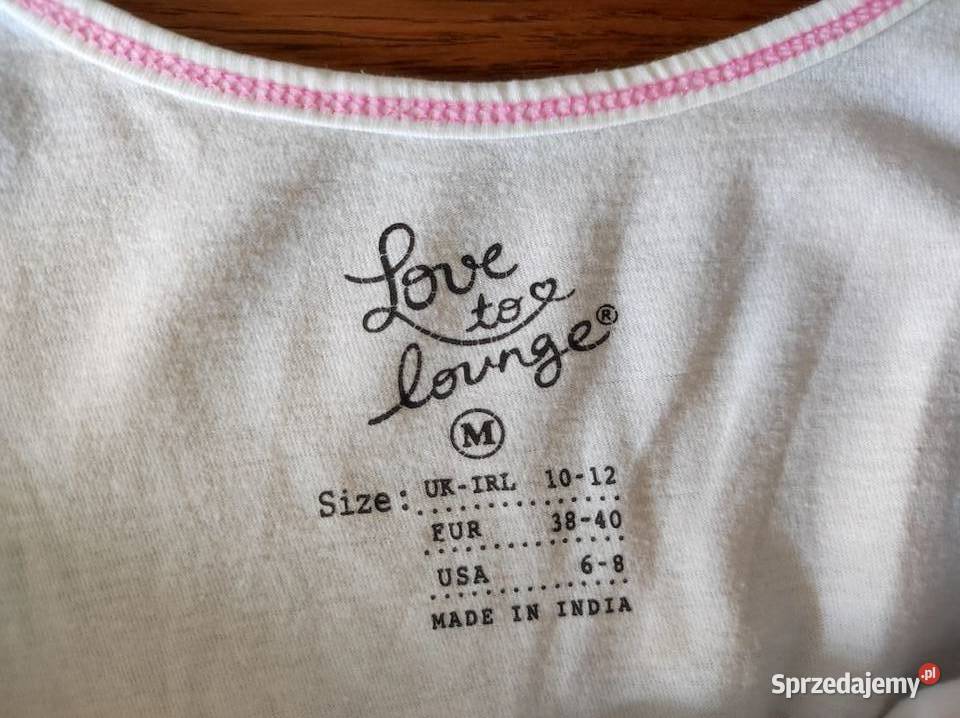 Love
to
lounge®
M
Size: UK-IRL 10-12
EUR 38-40
USA 6-8
MADE IN INDIA
Sprzedajemy.pl